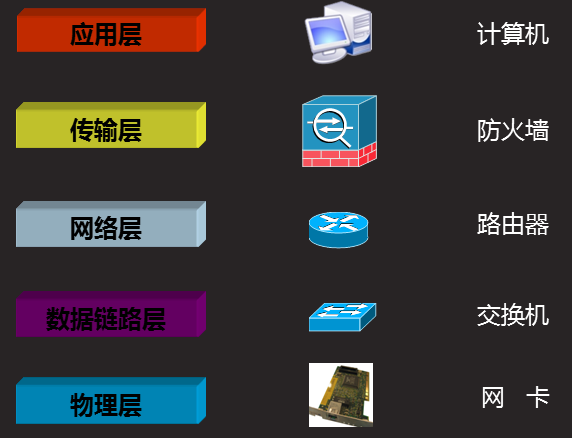 应用层 计算机
传输层 防火墙
网络层 路由器
数据链路层 交换机
物理层 网 卡